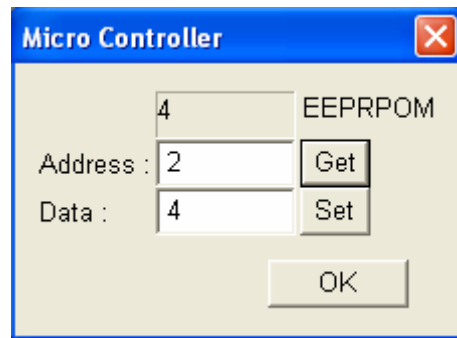 Micro Controller
4 EEPRPOM
Address : 2 Get
Data : 4 Set
OK